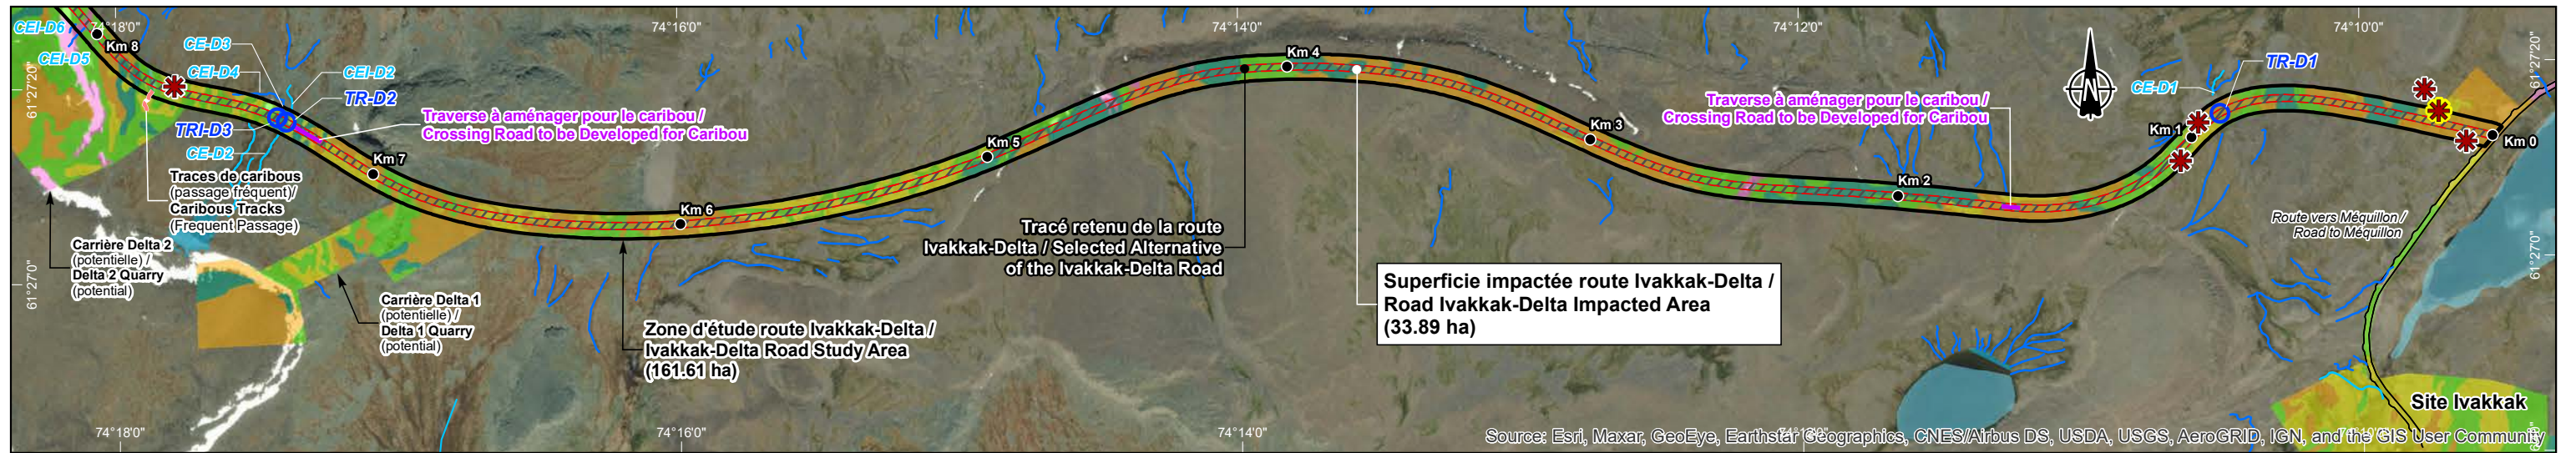 74°18'0"
74°16'0"
74°14'0"
74°12'0"
74°10'0"
CEI-D6
CEI-D5
Km 8
CE-D3
CEI-D4
CEI-D2
TR-D2
TRI-D3
CE-D2
61°27'20"
Traverse à aménager pour le caribou /
Crossing Road to be Developed for Caribou
Km 7
Traces de caribous
(passage fréquent)/
Caribous Tracks
(Frequent Passage)
Carrière Delta 2
(potentielle) /
Delta 2 Quarry
(potential)
61°27'0"
Carrière Delta 1
(potentielle) /
Delta 1 Quarry
(potential)
Km 6
Zone d'étude route Ivakkak-Delta /
Ivakkak-Delta Road Study Area
(161.61 ha)
Km 5
Km 4
Tracé retenu de la route
Ivakkak-Delta / Selected Alternative
of the Ivakkak-Delta Road
Superficie impactée route Ivakkak-Delta /
Road Ivakkak-Delta Impacted Area
(33.89 ha)
Km 3
Traverse à aménager pour le caribou /
Crossing Road to be Developed for Caribou
Km 2
N
CE-D1
TR-D1
Km 1
Km 0
61°27'20"
Route vers Méquillon /
Road to Méquillon
61°27'0"
Site Ivakkak
74°18'0"
74°16'0"
74°14'0"
74°12'0"
74°10'0"
Source: Esri, Maxar, GeoEye, Earthstar Geographics, CNES/Airbus DS, USDA, USGS, AeroGRID, IGN, and the GIS User Community